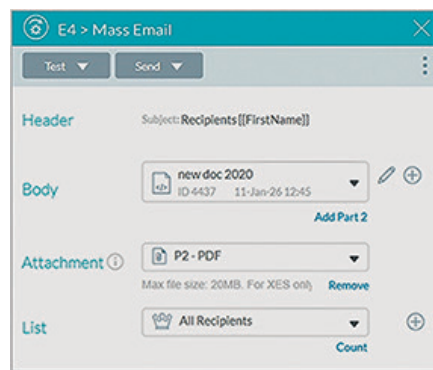 E4 > Mass Email
Test Send
Header Subject: Recipients[[FirstName]]
Body new doc 2020
ID 4437 11-Jan-26 12:45
Add Part 2
Attachment P2 - PDF
Max file size: 20MB. For XES only Remove
List All Recipients
Count